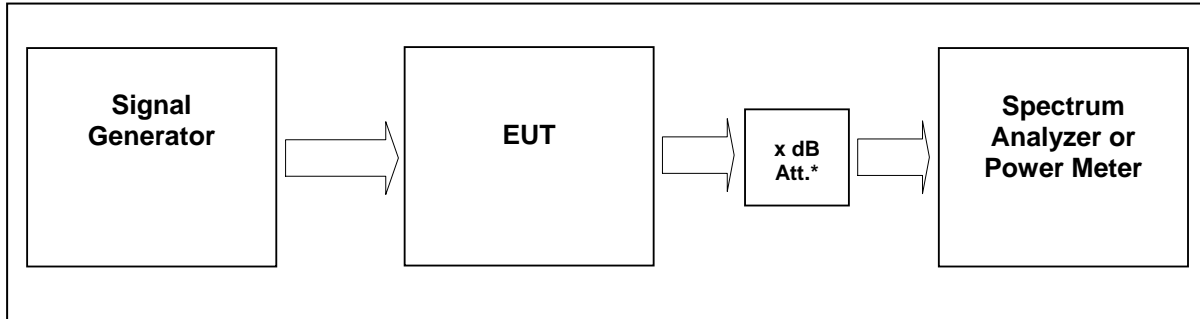 Signal
Generator
EUT
x dB
Att.*
Spectrum
Analyzer or
Power Meter